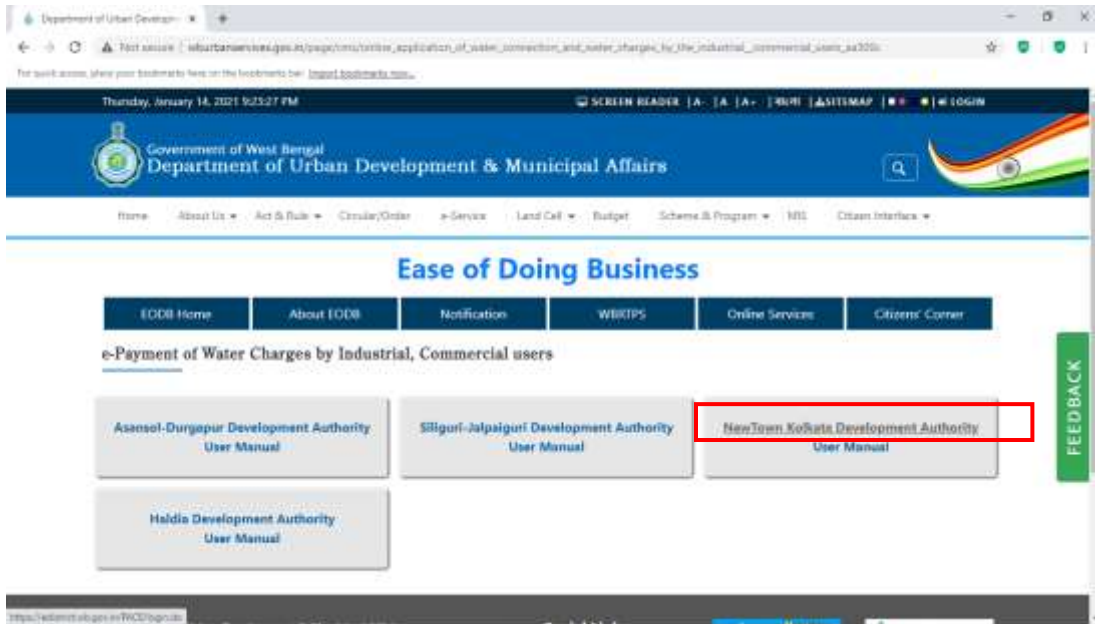 Department of Urban Develop
Not secure
For quick access, place your bookmarks here on the bookmarks bar. Import bookmarks now...
Thursday, January 14, 2021 9:23:27 PM
SCREEN READER | A- | A | A+ | বাংলা | SITEMAP | LOGIN
Government of West Bengal
Department of Urban Development & Municipal Affairs
Home About Us Act & Rule Circular/Order e-Service Land Cell Budget Scheme & Program Citizen Interface
Ease of Doing Business
EODB Home About EODB Notification WBRTPS Online Services Citizens' Corner
e-Payment of Water Charges by Industrial, Commercial users
Asansol-Durgapur Development Authority
User Manual
Siliguri-Jalpaiguri Development Authority
User Manual
NewTown Kolkata Development Authority
User Manual
Haldia Development Authority
User Manual
FEEDBACK